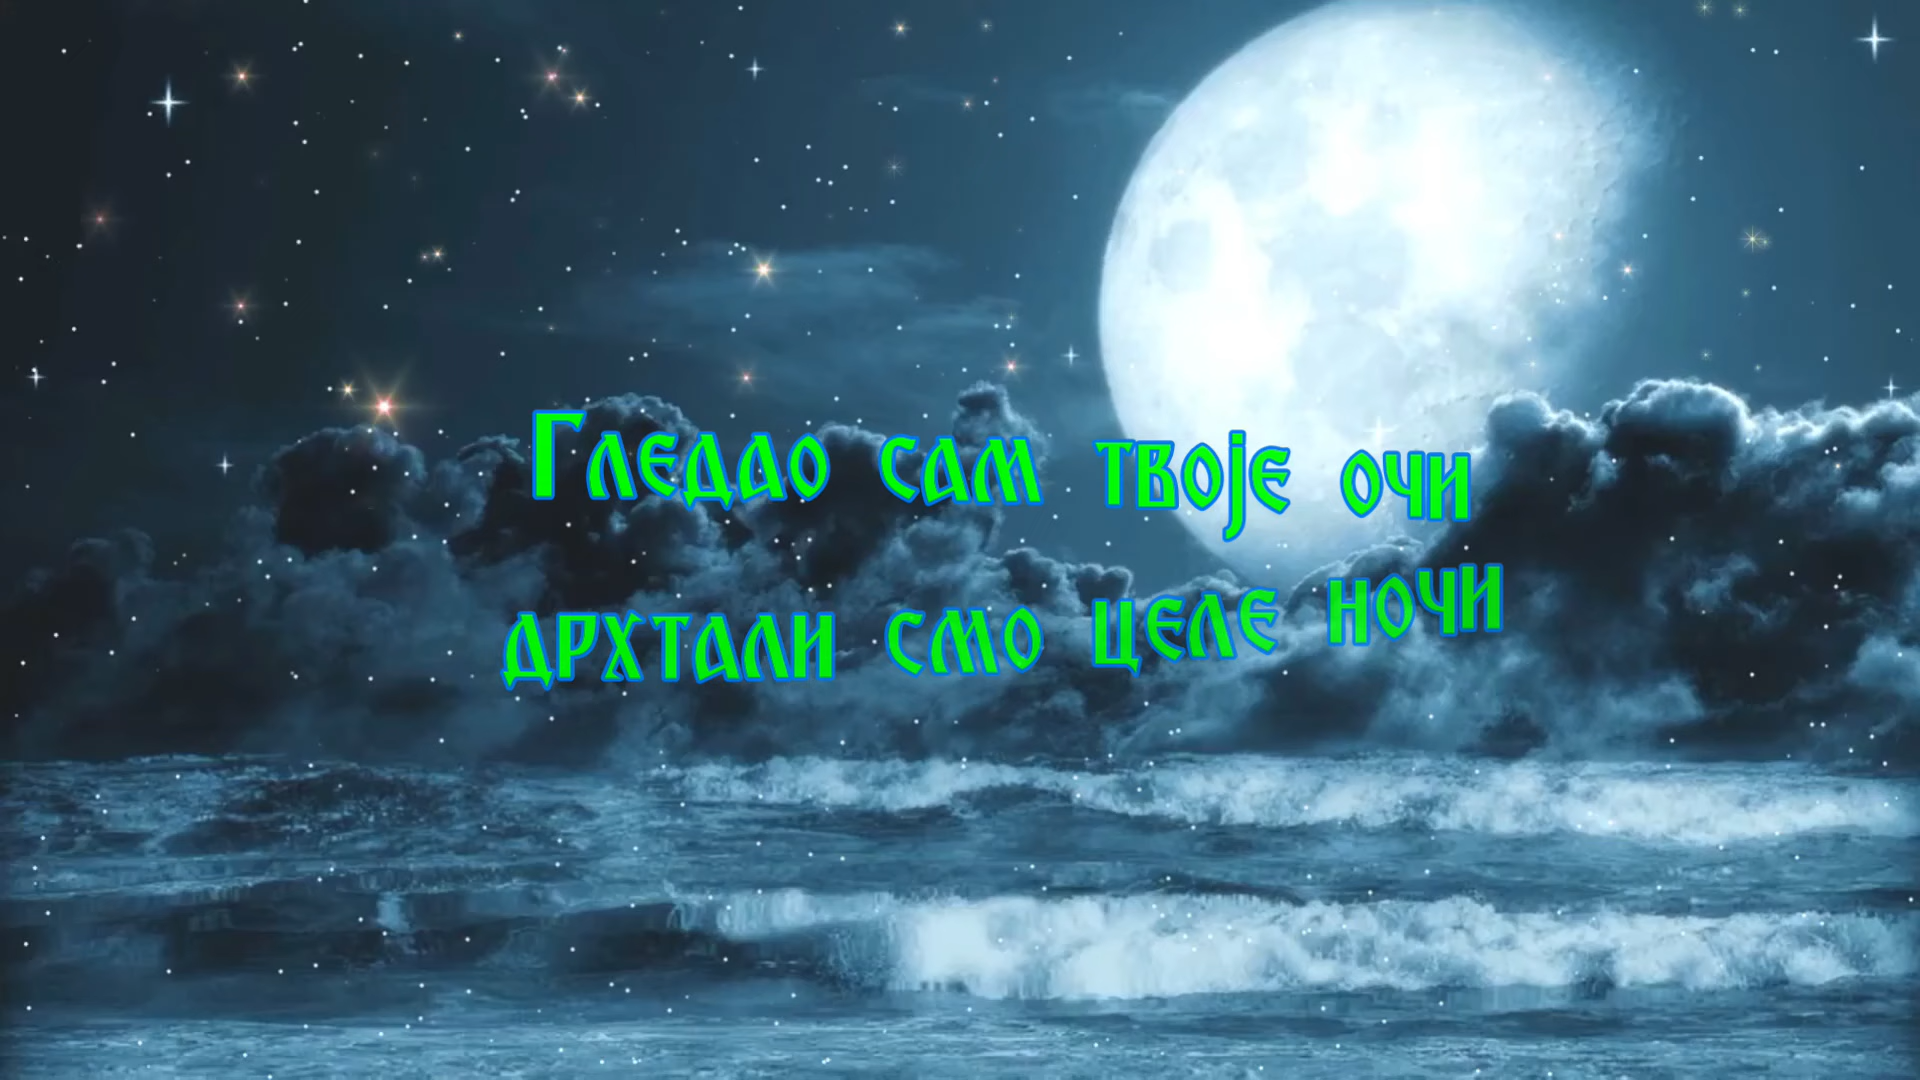 Гледао сам твоје очи
дрхтали смо целе ночи